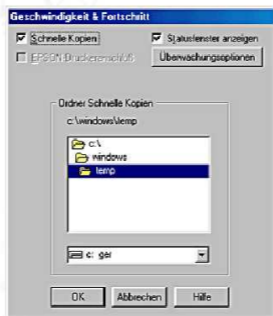 Geschwindigkeit & Fortschritt
Schnelle Kopien
Statusfenster anzeigen
EPSON Druckeranschluß
Überwachungsoptionen
Ordner Schnelle Kopien
c:\windows\temp
c:\
windows
temp
c: ger
OK
Abbrechen
Hilfe